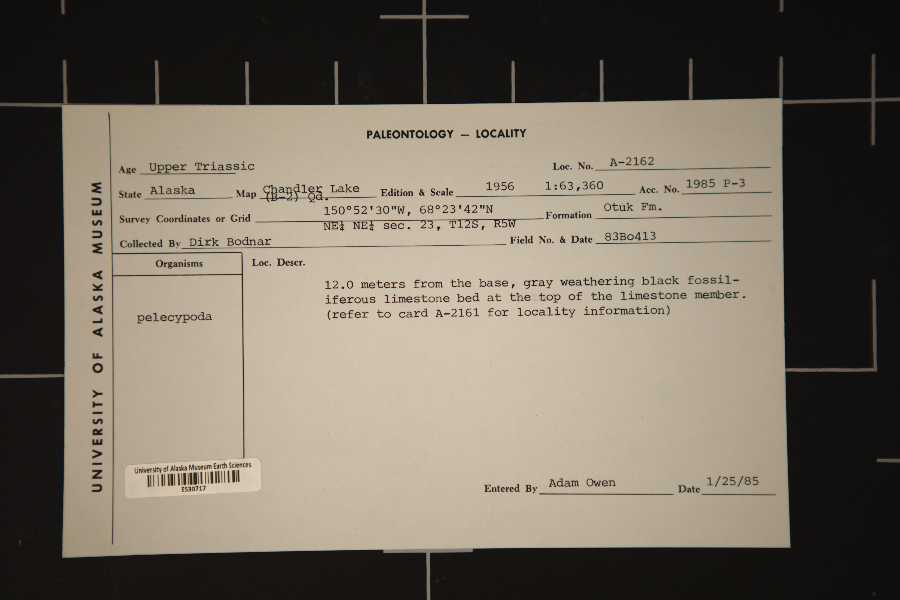 PALEONTOLOGY — LOCALITY
Age Upper Triassic Loc. No. A-2162
State Alaska Map Chandler Lake (B-2) Qd. Edition & Scale 1956 1:63,360 Acc. No. 1985 P-3
Survey Coordinates or Grid 150°52'30"W, 68°23'42"N Formation Otuk Fm.
NE¼ NE¼ sec. 23, T12S, R5W
Collected By Dirk Bodnar Field No. & Date 83Bo413
Organisms Loc. Descr.
12.0 meters from the base, gray weathering black fossil-
iferous limestone bed at the top of the limestone member.
(refer to card A-2161 for locality information)
pelecypoda
University of Alaska Museum Earth Sciences
ES30717
Entered By Adam Owen Date 1/25/85
UNIVERSITY OF ALASKA MUSEUM